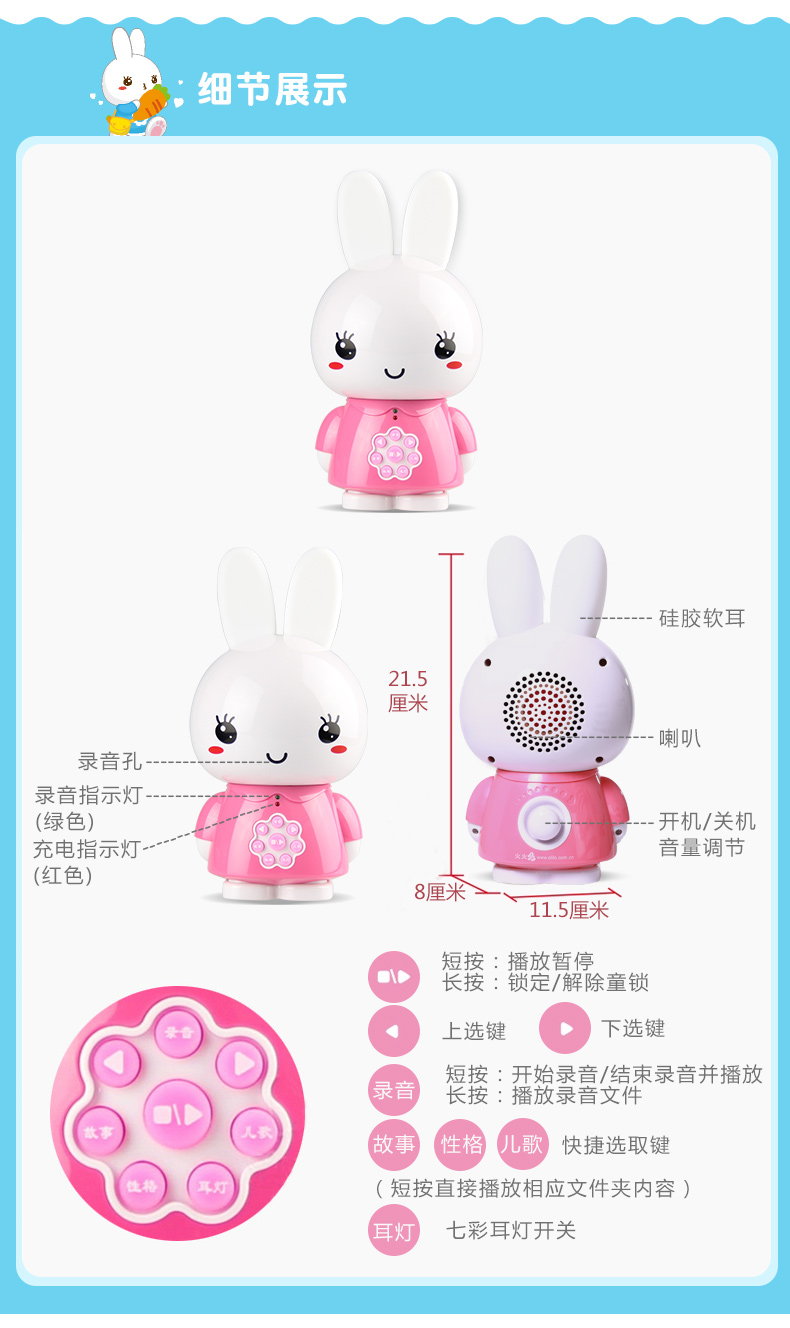 细节展示
21.5
厘米
硅胶软耳
喇叭
录音孔
录音指示灯
(绿色)
充电指示灯
(红色)
开机/关机
音量调节
火火兔
8厘米
11.5厘米
短按：播放暂停
长按：锁定/解除童锁
上选键
下选键
录音
短按：开始录音/结束录音并播放
长按：播放录音文件
故事 性格 儿歌 快捷选取键
（ 短按直接播放相应文件夹内容 ）
耳灯 七彩耳灯开关
录音
故事
儿歌
性格
耳灯